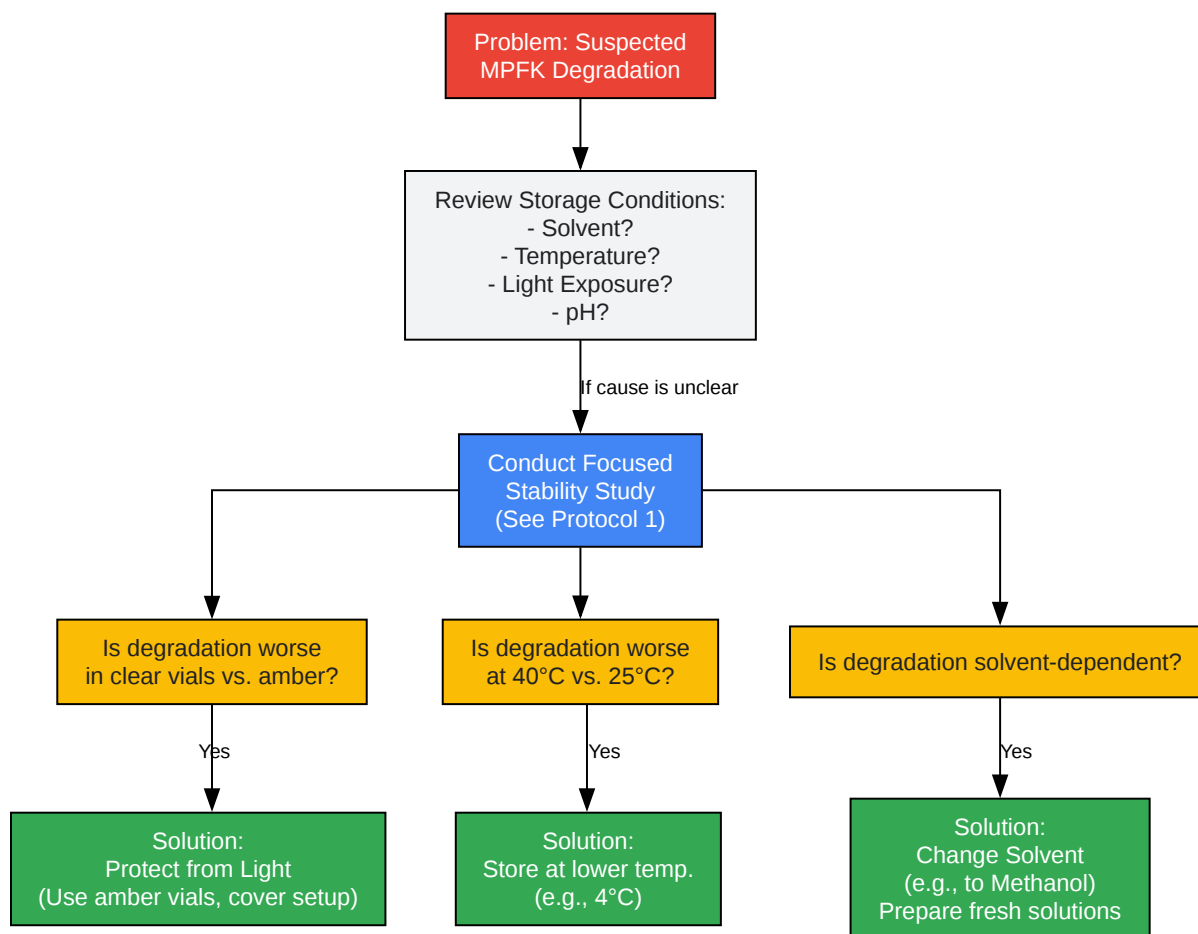 Problem: Suspected
MPFK Degradation
Review Storage Conditions:
- Solvent?
- Temperature?
- Light Exposure?
- pH?
If cause is unclear
Conduct Focused
Stability Study
(See Protocol 1)
Is degradation worse
in clear vials vs. amber?
Is degradation worse
at 40°C vs. 25°C?
Is degradation solvent-dependent?
Yes
Yes
Yes
Solution:
Protect from Light
(Use amber vials, cover setup)
Solution:
Store at lower temp.
(e.g., 4°C)
Solution:
Change Solvent
(e.g., to Methanol)
Prepare fresh solutions